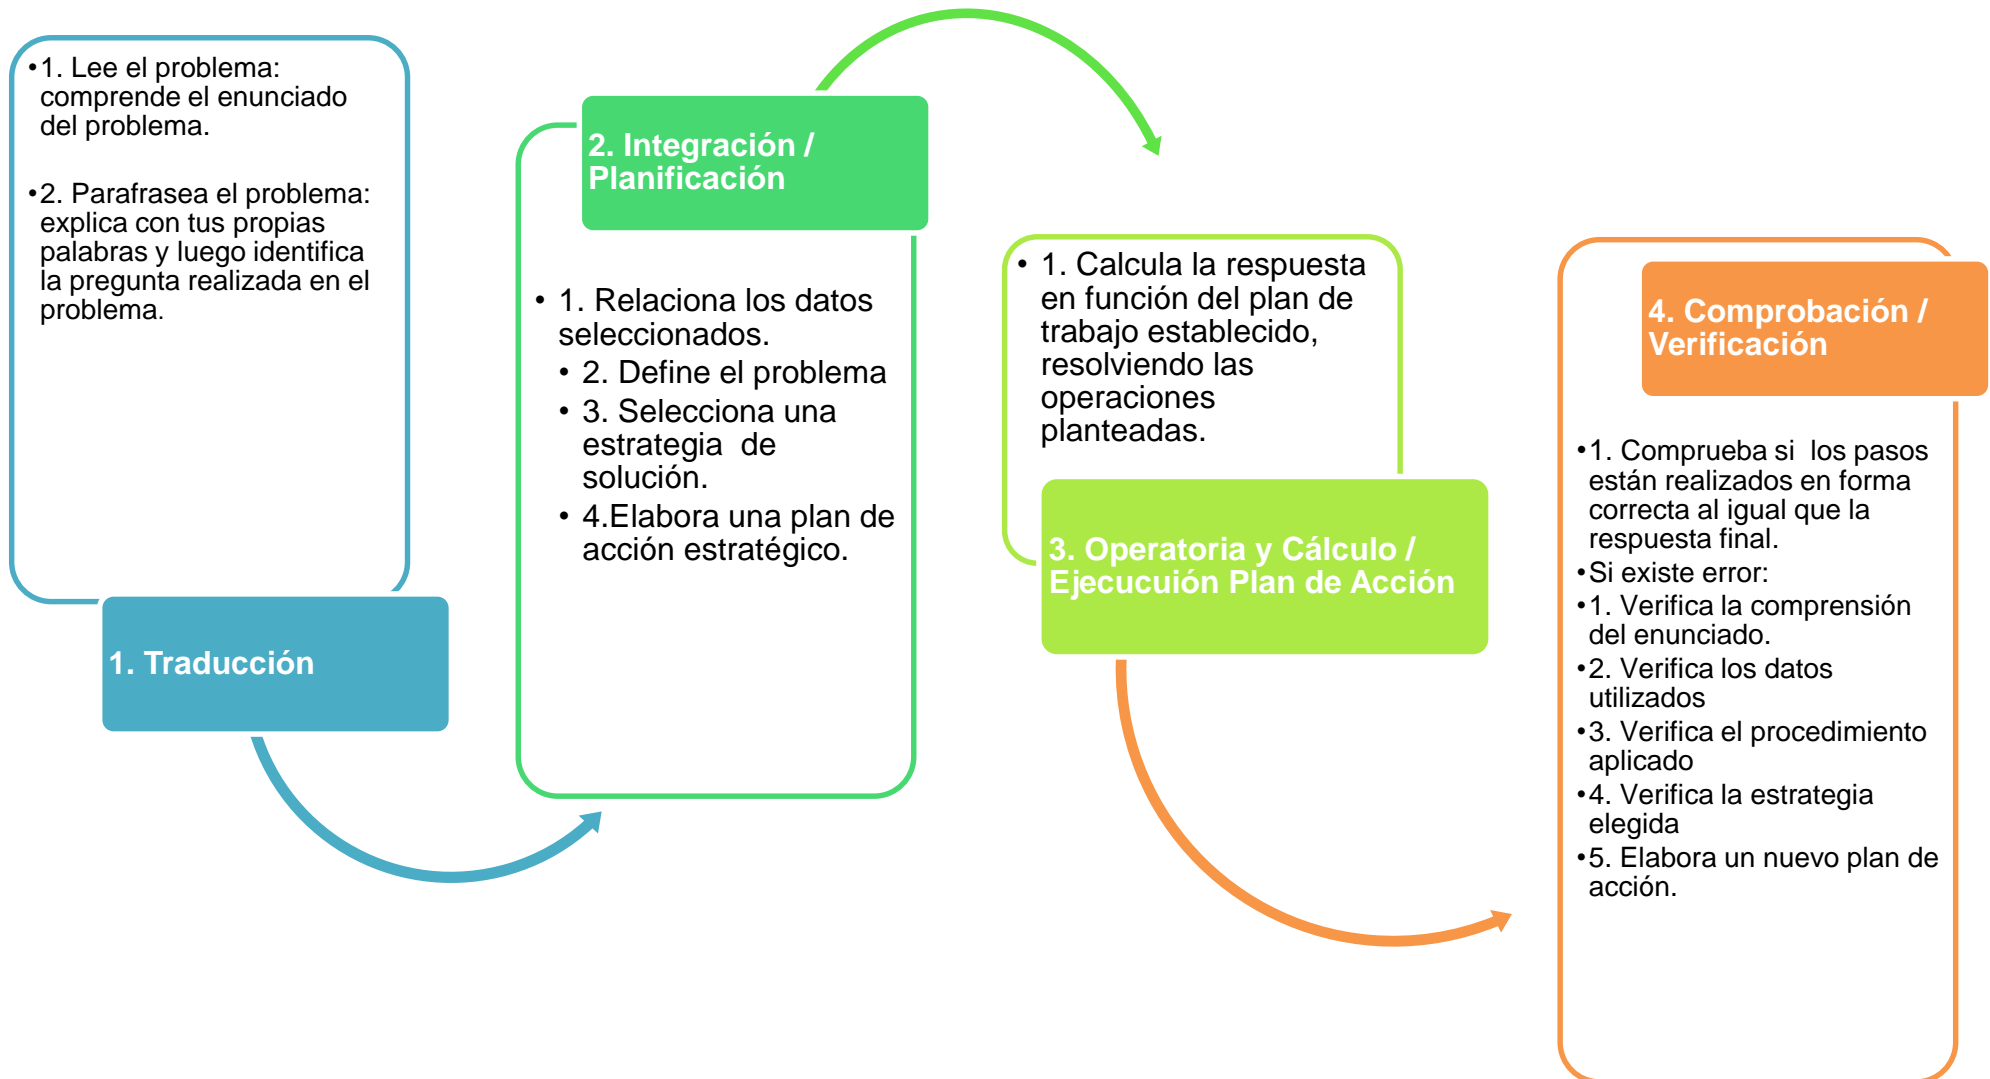 •1. Lee el problema:
comprende el enunciado
del problema.
•2. Parafrasea el problema:
explica con tus propias
palabras y luego identifica
la pregunta realizada en el
problema.
1. Traducción
2. Integración /
Planificación
• 1. Relaciona los datos
seleccionados.
• 2. Define el problema
• 3. Selecciona una
estrategia de
solución.
• 4.Elabora una plan de
acción estratégico.
• 1. Calcula la respuesta
en función del plan de
trabajo establecido,
resolviendo las
operaciones
planteadas.
3. Operatoria y Cálculo /
Ejecucuión Plan de Acción
4. Comprobación /
Verificación
•1. Comprueba si los pasos
están realizados en forma
correcta al igual que la
respuesta final.
•Si existe error:
•1. Verifica la comprensión
del enunciado.
•2. Verifica los datos
utilizados
•3. Verifica el procedimiento
aplicado
•4. Verifica la estrategia
elegida
•5. Elabora un nuevo plan de
acción.